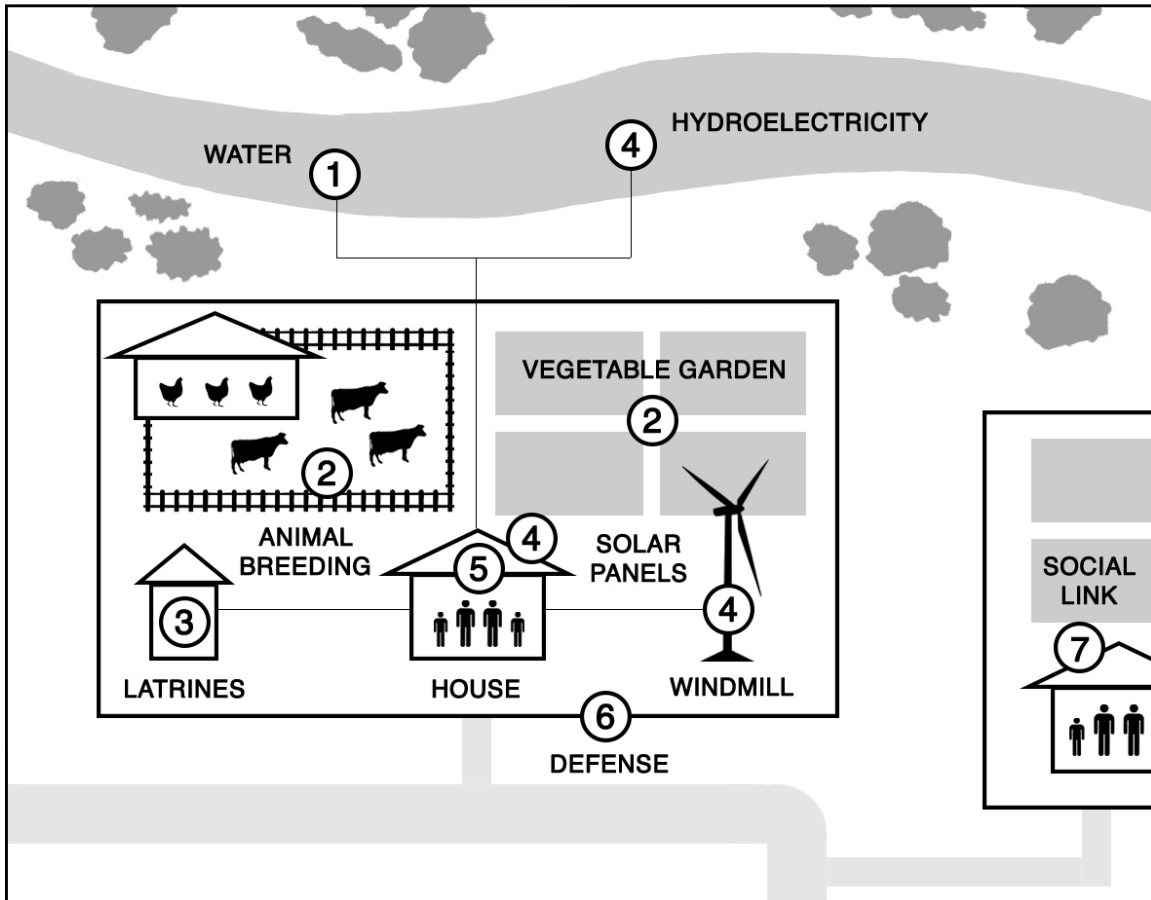 HYDROELECTRICITY
WATER
4
1
VEGETABLE GARDEN
2
2
ANIMAL
BREEDING
4
SOLAR
PANELS
5
3
4
LATRINES
HOUSE
WINDMILL
6
DEFENSE
SOCIAL
LINK
7